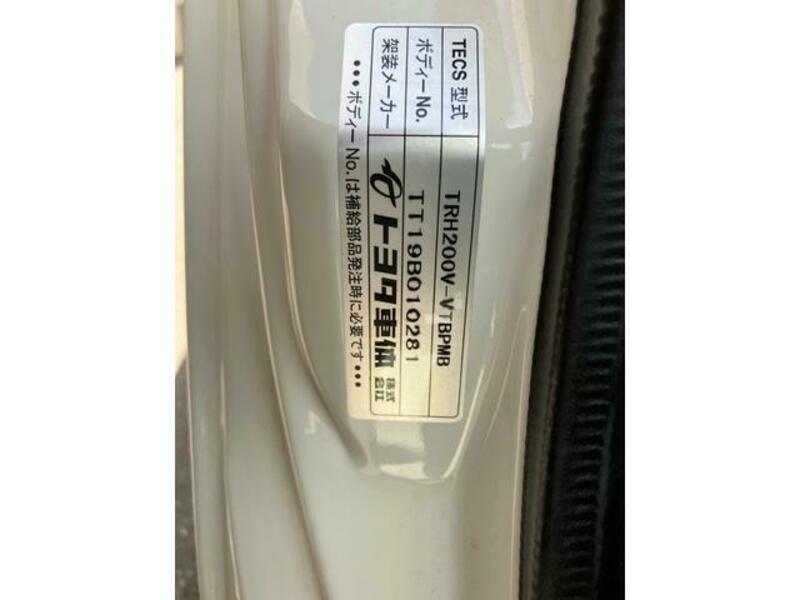 TECS 型式 TRH200V-VTBPMB
ボディーNo. TT19B010281
架装メーカー トヨタ車体 株式会社
•••ボディーNo.は補給部品発注時に必要です•••